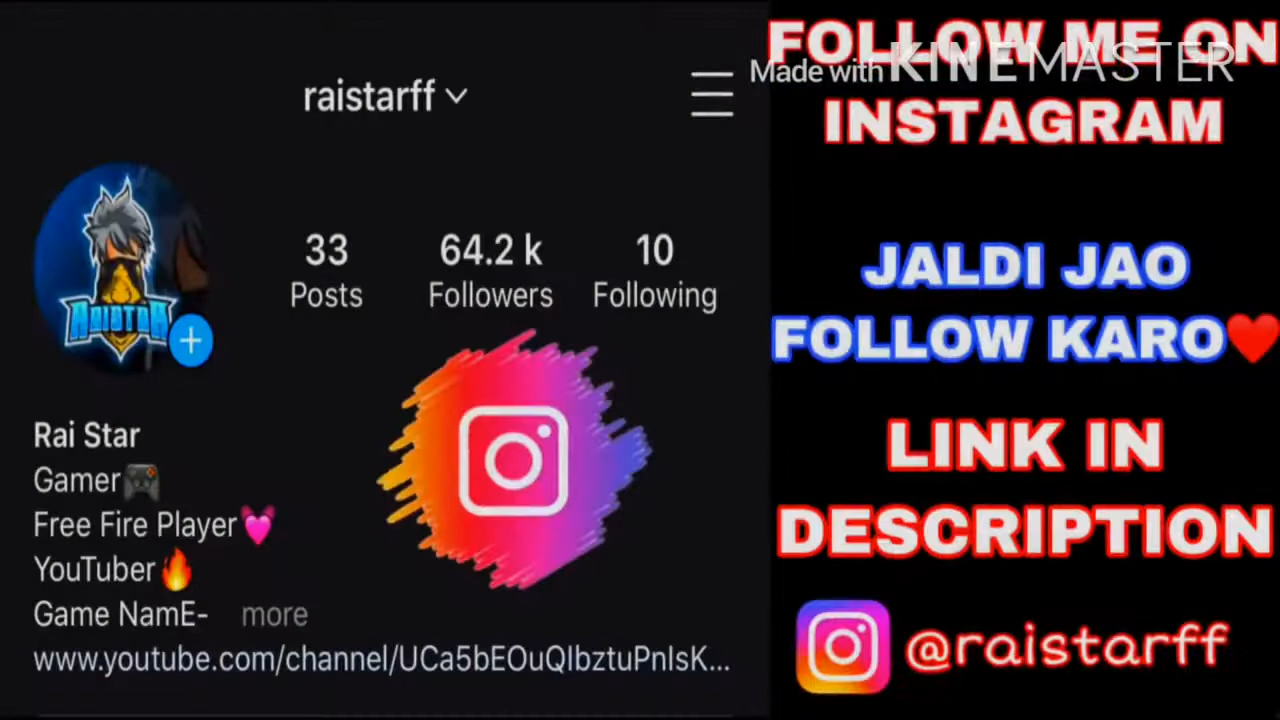 raistarff
33
Posts
64.2 k
Followers
10
Following
RAISTAR
Rai Star
Gamer🎮
Free Fire Player💓
YouTuber🔥
Game NamE- more
www.youtube.com/channel/UCa5bEOuQIbztuPnIsK...
FOLLOW ME ON
Made with KINEMASTER
INSTAGRAM
JALDI JAO
FOLLOW KARO❤️
LINK IN
DESCRIPTION
@raistarff